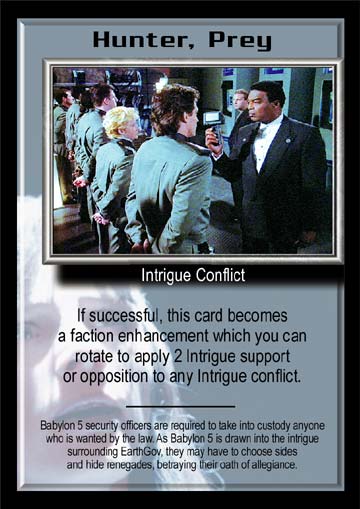 Hunter, Prey
Intrigue Conflict
If successful, this card becomes
a faction enhancement which you can
rotate to apply 2 Intrigue support
or opposition to any Intrigue conflict.
Babylon 5 security officers are required to take into custody anyone
who is wanted by the law. As Babylon 5 is drawn into the intrigue
surrounding EarthGov, they may have to choose sides
and hide renegades, betraying their oath of allegiance.